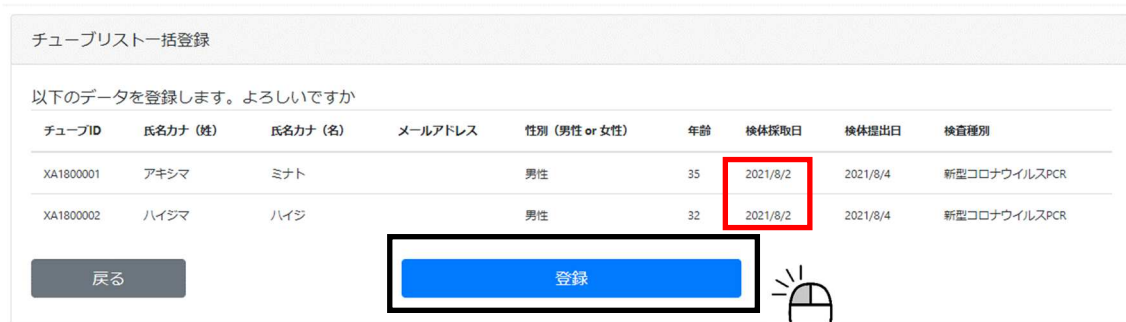 チューブリスト一括登録
以下のデータを登録します。よろしいですか
チューブID 氏名カナ（姓） 氏名カナ（名） メールアドレス 性別（男性 or 女性） 年齢 検体採取日 検体提出日 検査種別
XA1800001 アキシマ ミナト 男性 35 2021/8/2 2021/8/4 新型コロナウイルスPCR
XA1800002 ハイジマ ハイジ 男性 32 2021/8/2 2021/8/4 新型コロナウイルスPCR
戻る 登録